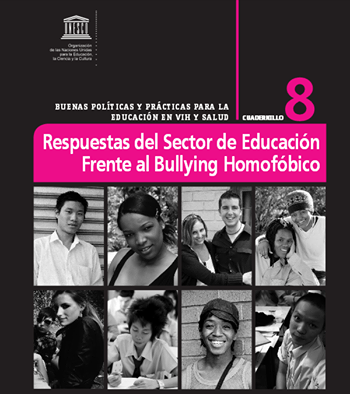 Organización
de las Naciones Unidas
para la Educación,
la Ciencia y la Cultura
BUENAS POLÍTICAS Y PRÁCTICAS PARA LA
EDUCACIÓN EN VIH Y SALUD
CUADERNILLO
8
Respuestas del Sector de Educación
Frente al Bullying Homofóbico